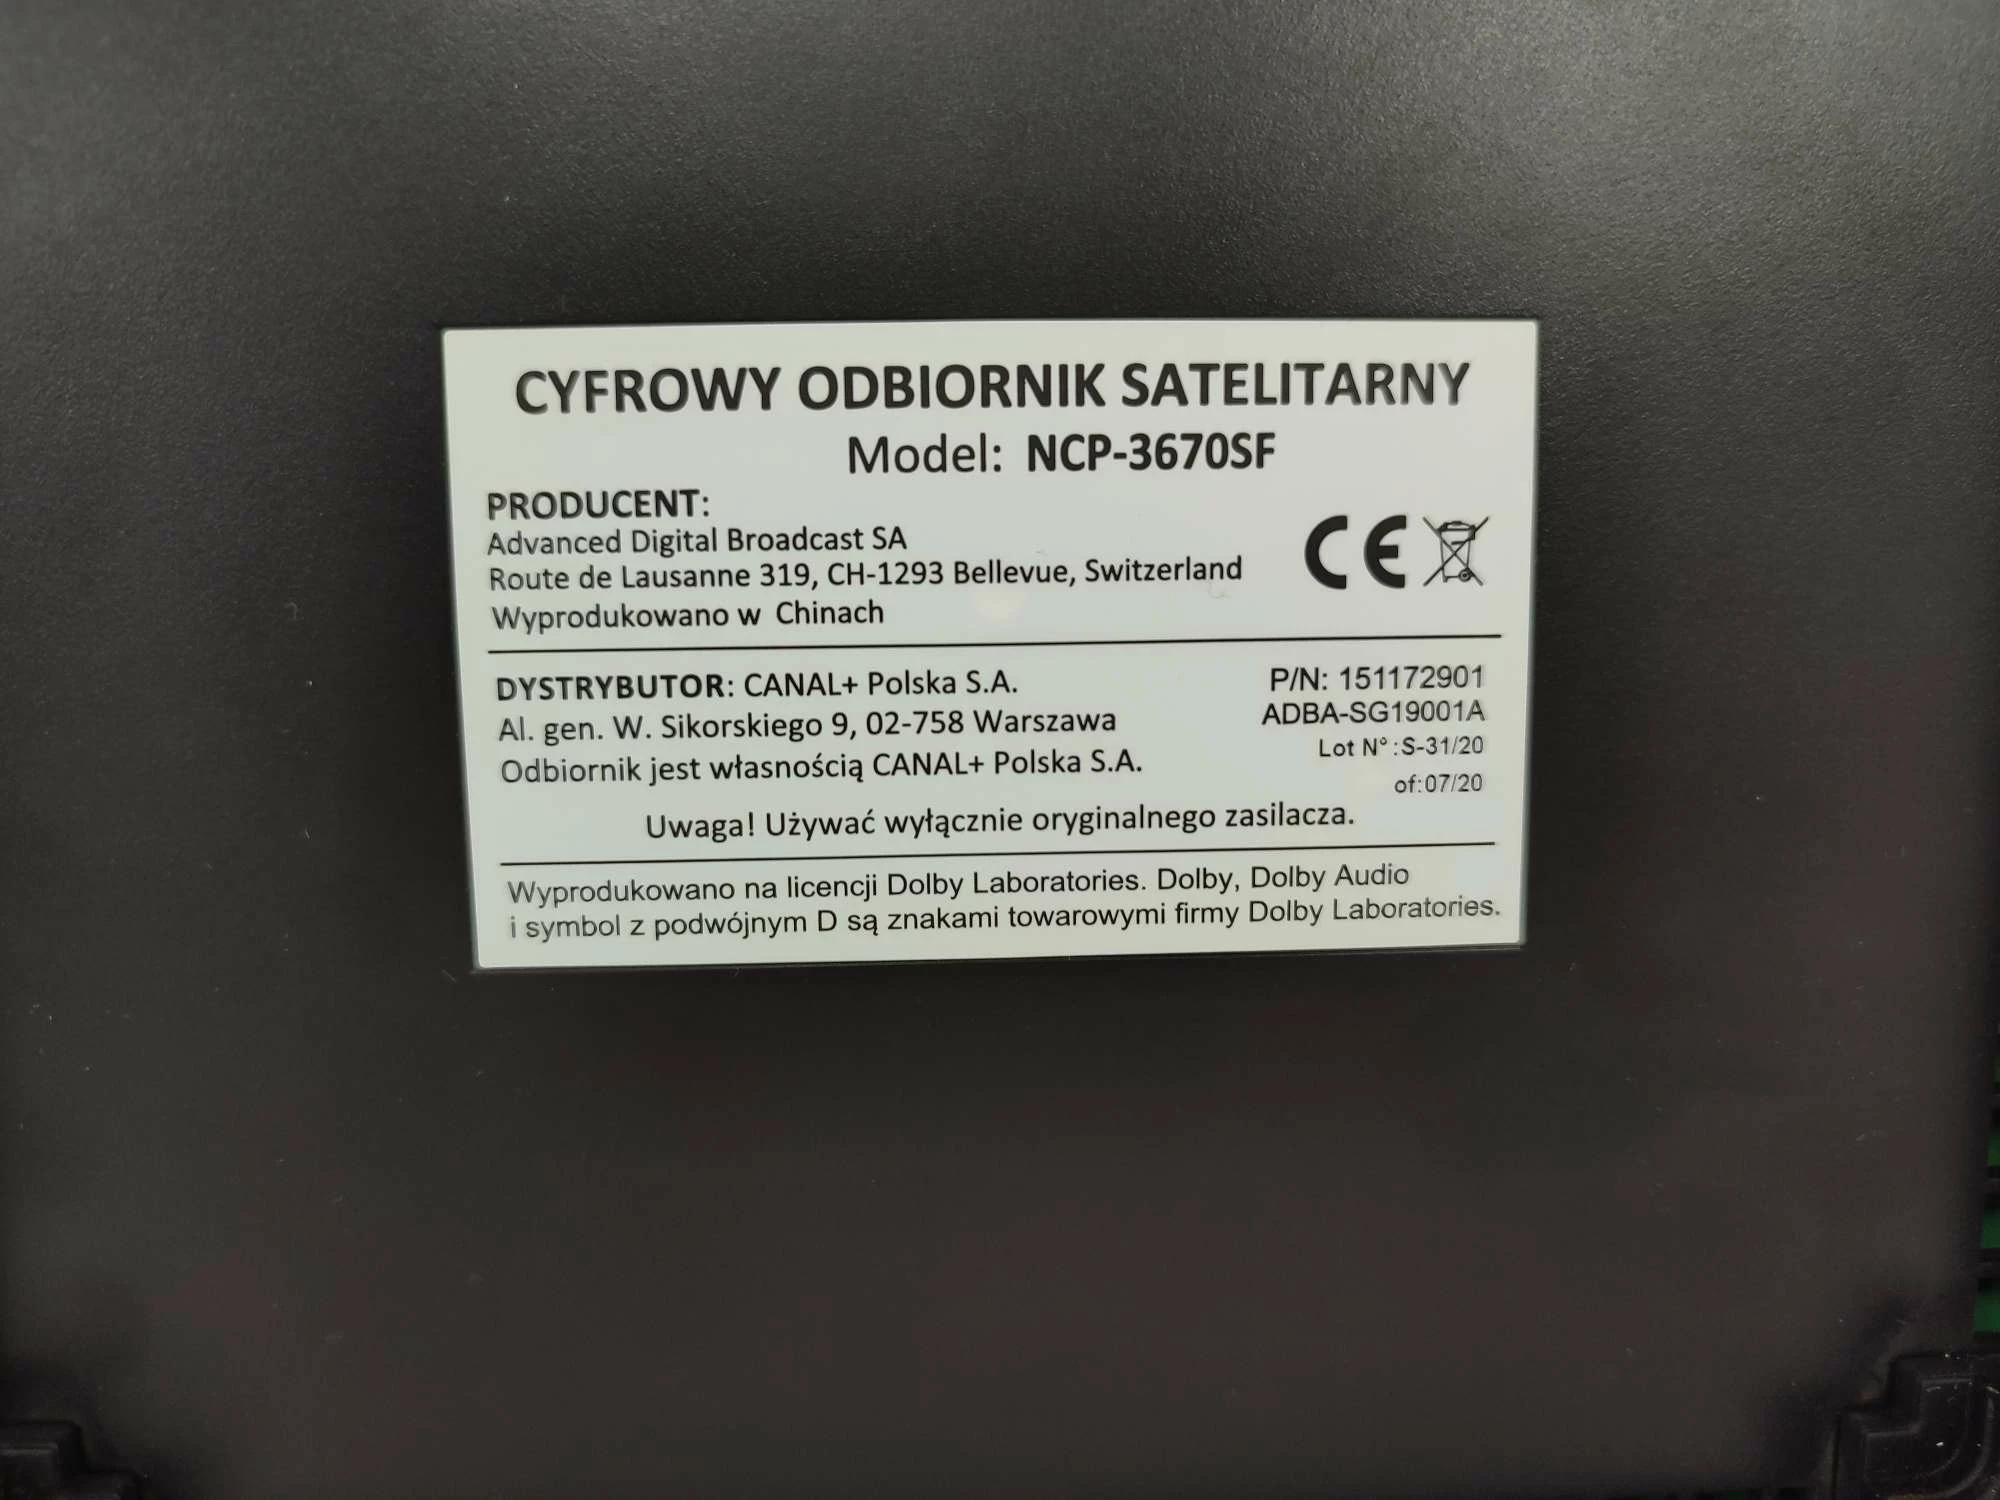 CYFROWY ODBIORNIK SATELITARNY
Model: NCP-3670SF
PRODUCENT:
Advanced Digital Broadcast SA
Route de Lausanne 319, CH-1293 Bellevue, Switzerland
Wyprodukowano w Chinach
CE
DYSTRYBUTOR: CANAL+ Polska S.A.
Al. gen. W. Sikorskiego 9, 02-758 Warszawa
Odbiornik jest własnością CANAL+ Polska S.A.
P/N: 151172901
ADBA-SG19001A
Lot N° :S-31/20
of:07/20
Uwaga! Używać wyłącznie oryginalnego zasilacza.
Wyprodukowano na licencji Dolby Laboratories. Dolby, Dolby Audio
i symbol z podwójnym D są znakami towarowymi firmy Dolby Laboratories.